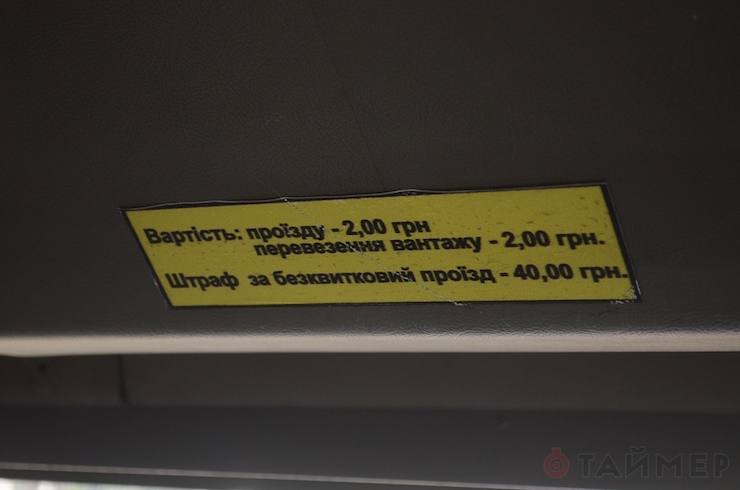 Вартість: проїзду - 2,00 грн
перевезення вантажу - 2,00 грн.
Штраф за безквитковий проїзд - 40,00 грн.
ТАЙМЕР